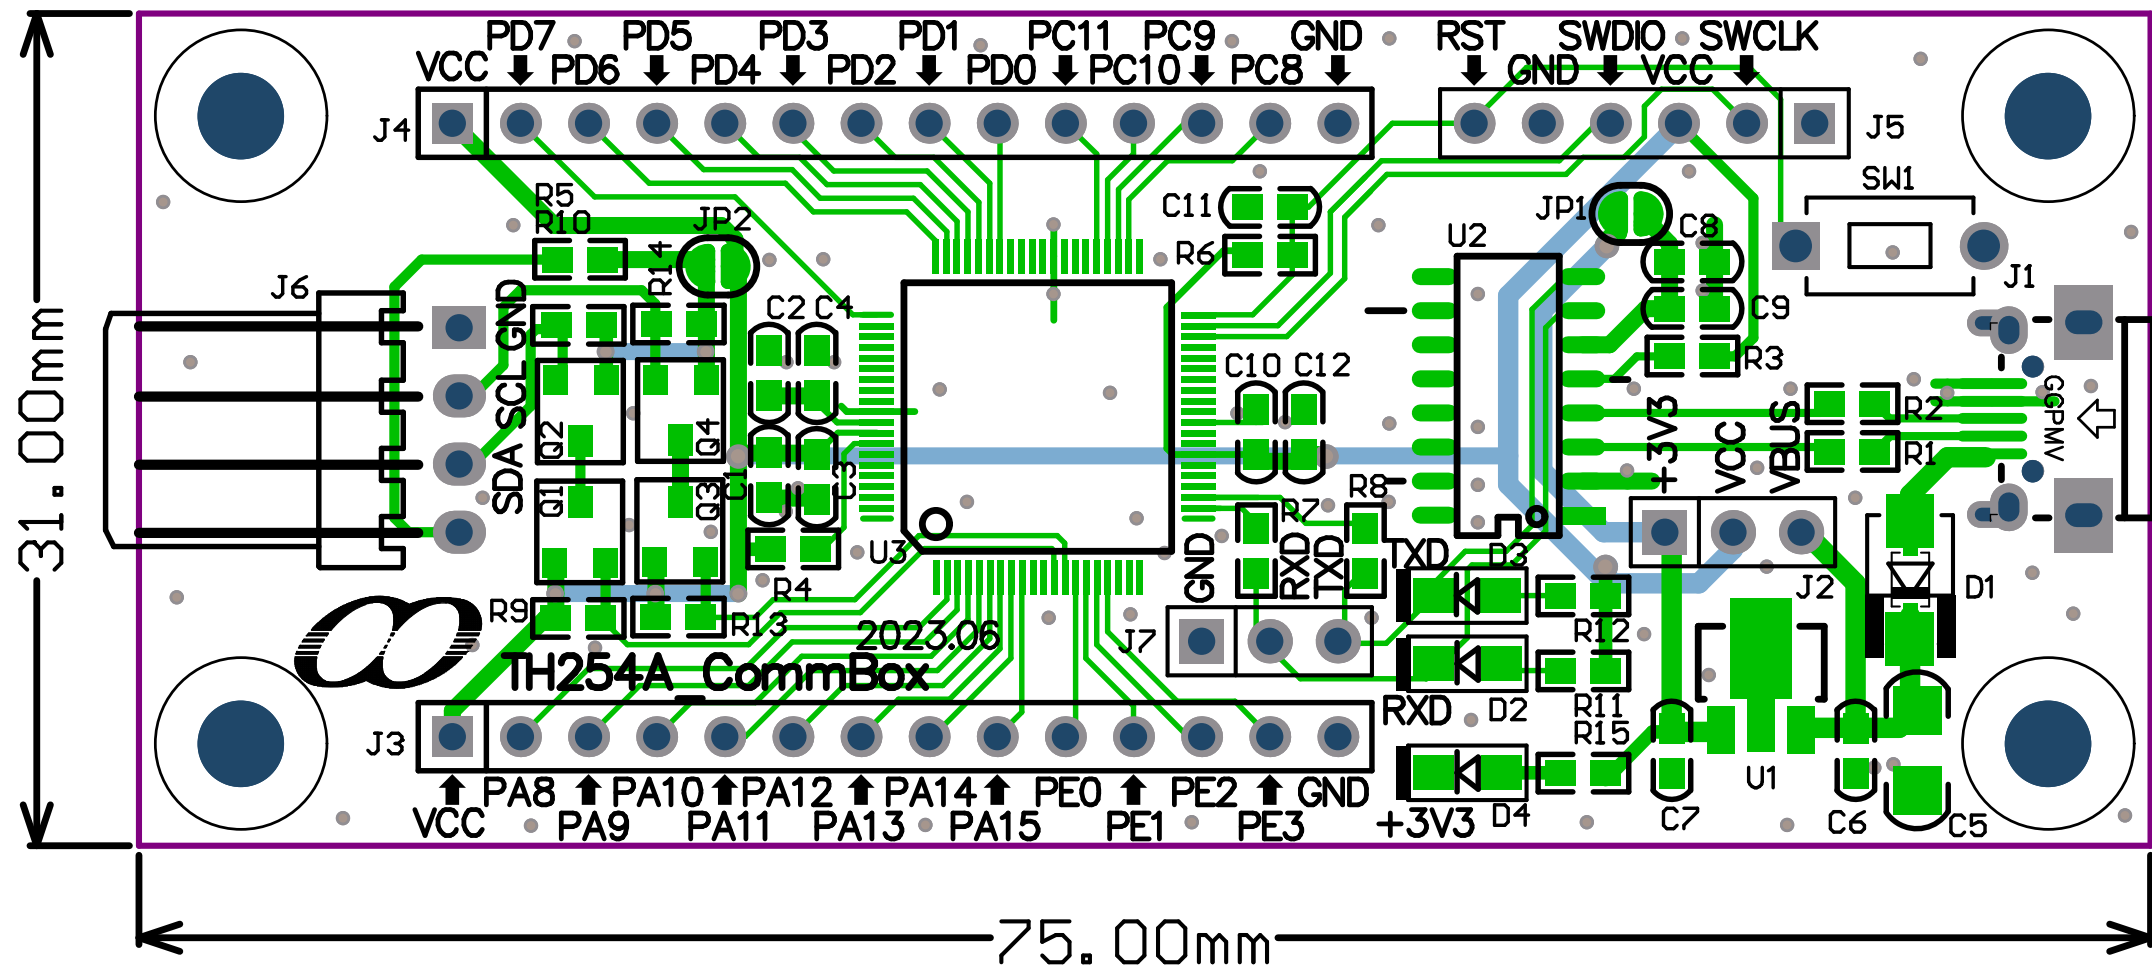 PD7 PD5 PD3 PD1 PC11 PC9 GND RST SWDIO SWCLK
VCC PD6 PD4 PD2 PD0 PC10 PC8 GND VCC
J4 J5
R5 C11 JP1 SW1
R10 JP2 R6 U2 C8
R14 J6 J1
GND C2 C4 C9
31.00mm
C10 C12 R3
SCL Q2 Q4 +3V3 VCC VBUS R2 GGPMV
R1
SDA Q1 Q3 C1 C3 R7 R8
U3 GND RXD TXD TXD D3
R4 J2 D1
R9 R13 2023.06 J7 R12
TH254A_CommBox
RXD D2 R11
J3 R15
U1
PA8 PA10 PA12 PA14 PE0 PE2 GND
VCC PA9 PA11 PA13 PA15 PE1 PE3 +3V3 D4 C7 C6 C5
75.00mm